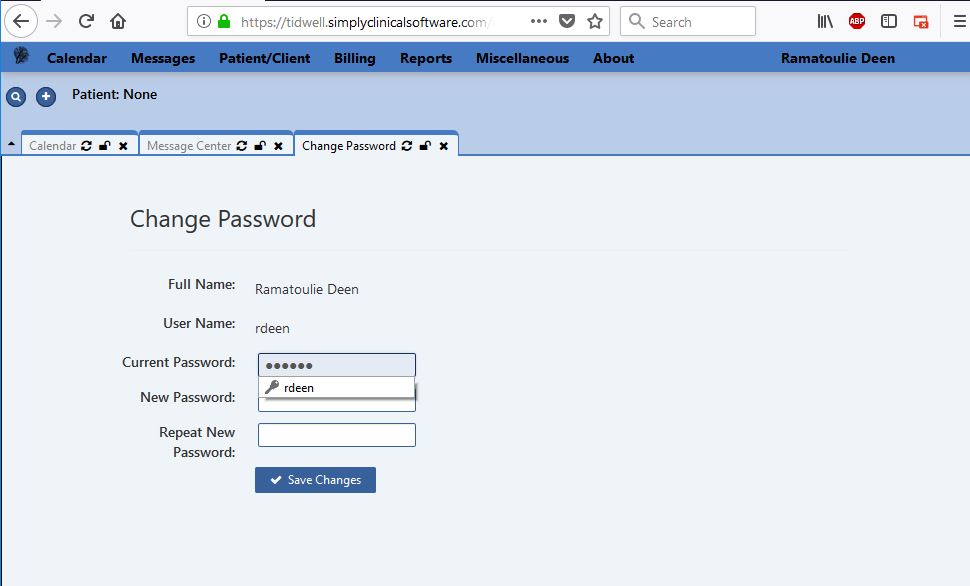 https://tidwell.simplyclinicalsoftware.com/
Search
ABP
Calendar Messages Patient/Client Billing Reports Miscellaneous About Ramatoulie Deen
Patient: None
Calendar Message Center Change Password
Change Password
Full Name: Ramatoulie Deen
User Name: rdeen
Current Password: ●●●●●●
rdeen
New Password:
Repeat New
Password:
Save Changes